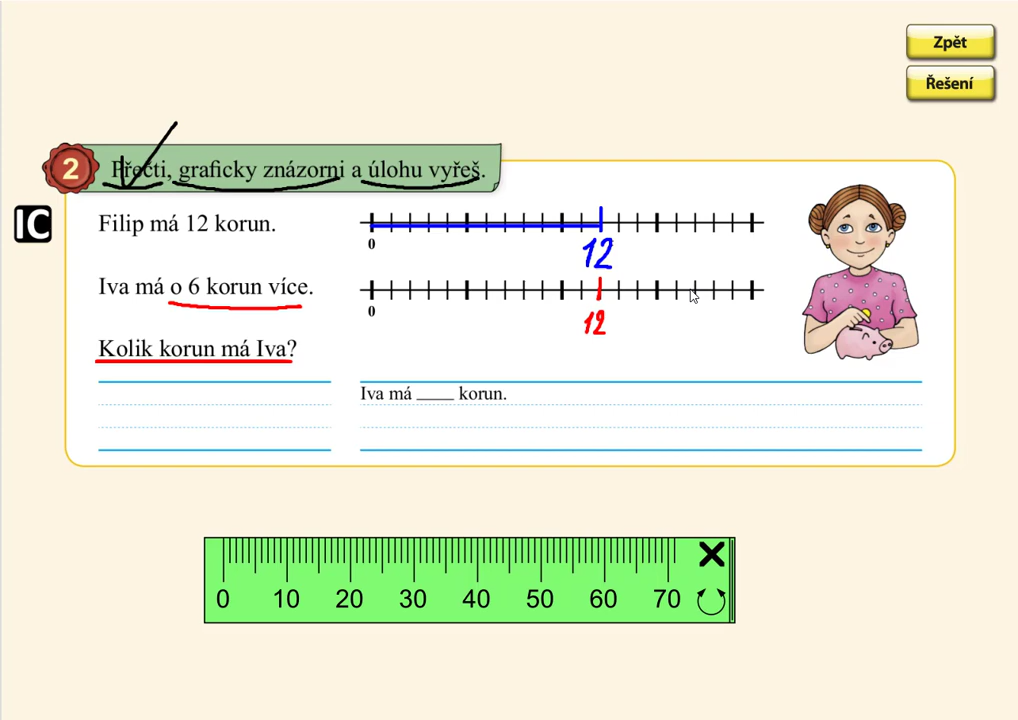 Zpět
Řešení
2 Přečti, graficky znázorni a úlohu vyřeš.
IC
Filip má 12 korun.
0
12
Iva má o 6 korun více.
0
12
Kolik korun má Iva?
Iva má ____ korun.
0 10 20 30 40 50 60 70